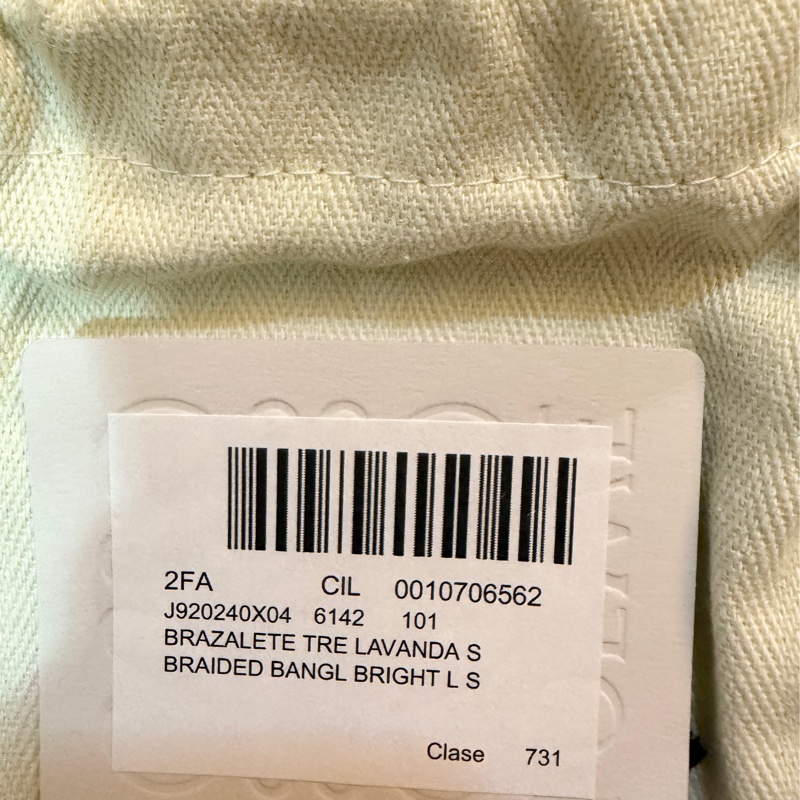 2FA CIL 0010706562
J920240X04 6142 101
BRAZALETE TRE LAVANDA S
BRAIDED BANGL BRIGHT L S
Clase 731